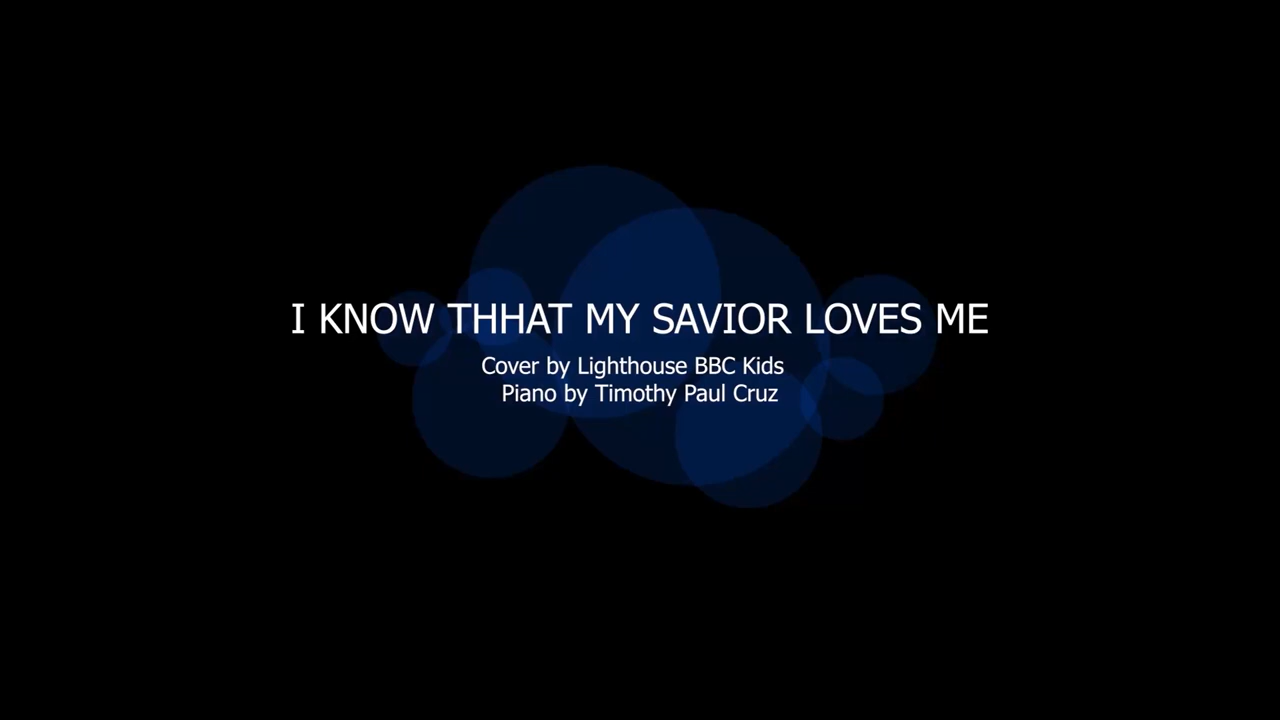 I KNOW THHAT MY SAVIOR LOVES ME
Cover by Lighthouse BBC Kids
Piano by Timothy Paul Cruz